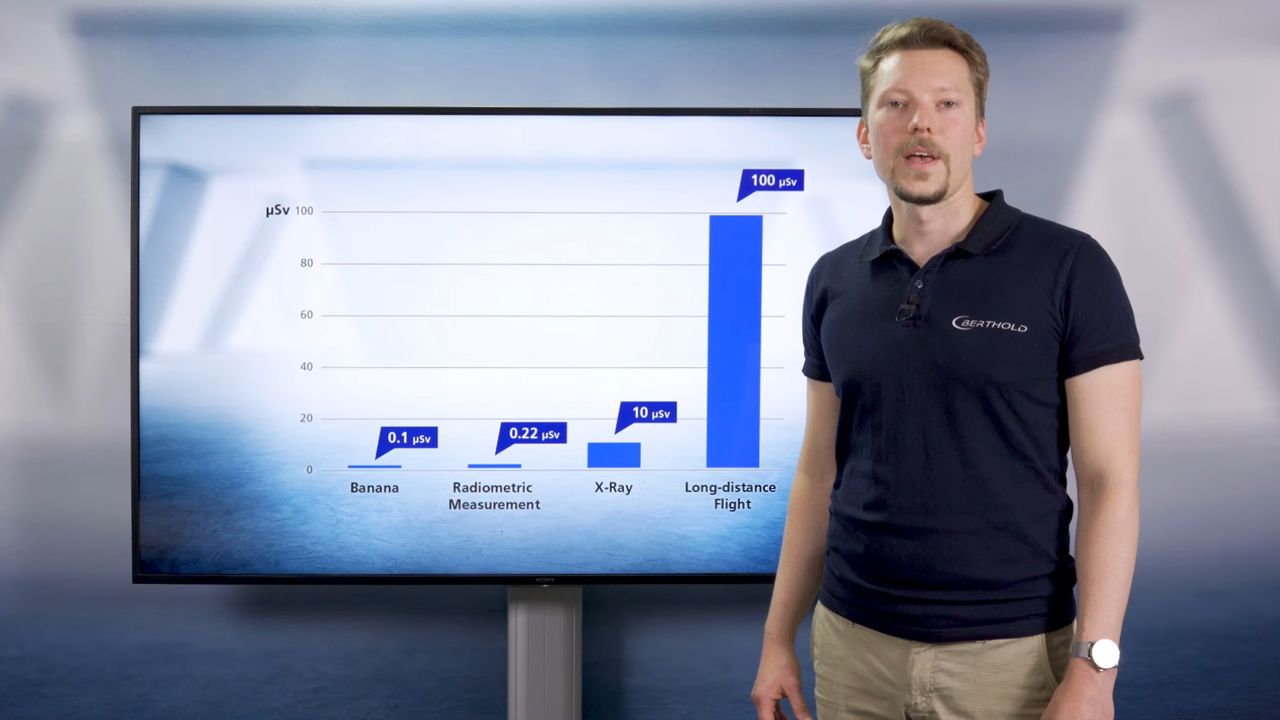 µSv 100
100 µSv
80
60
40
20
10 µSv
0.22 µSv
0.1 µSv
0
Banana
Radiometric
Measurement
X-Ray
Long-distance
Flight
SONY
BERTHOLD